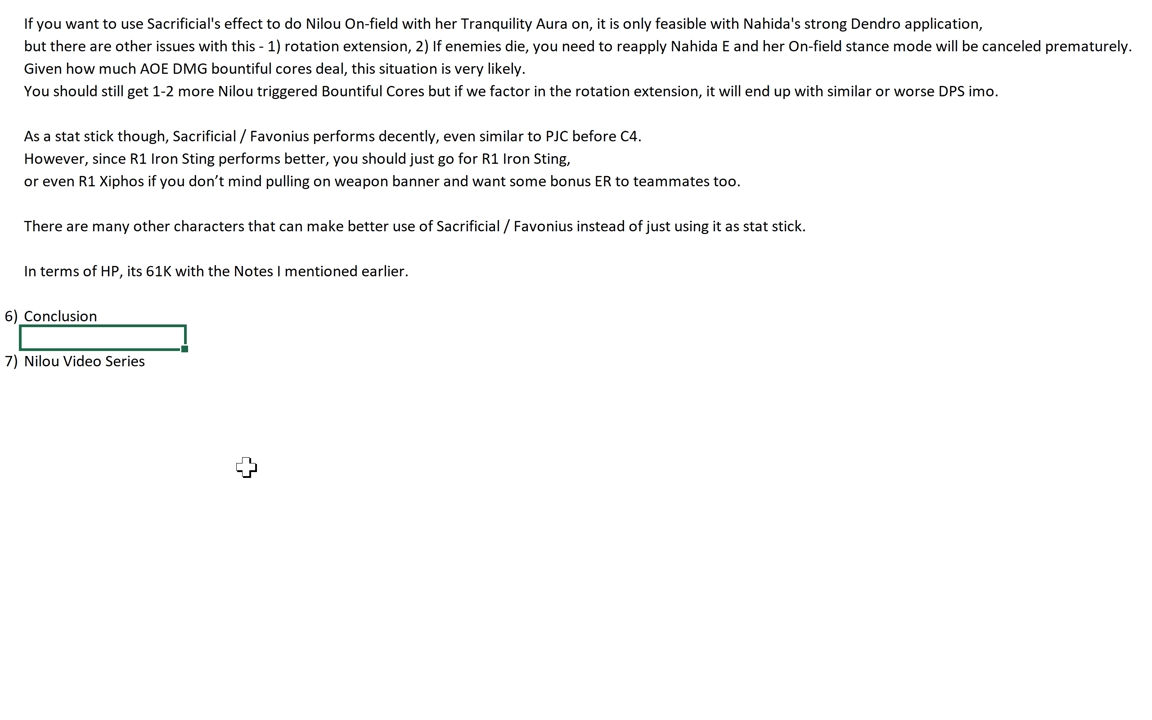 If you want to use Sacrificial's effect to do Nilou On-field with her Tranquility Aura on, it is only feasible with Nahida's strong Dendro application,
but there are other issues with this - 1) rotation extension, 2) If enemies die, you need to reapply Nahida E and her On-field stance mode will be canceled prematurely.
Given how much AOE DMG bountiful cores deal, this situation is very likely.
You should still get 1-2 more Nilou triggered Bountiful Cores but if we factor in the rotation extension, it will end up with similar or worse DPS imo.
As a stat stick though, Sacrificial / Favonius performs decently, even similar to PJC before C4.
However, since R1 Iron Sting performs better, you should just go for R1 Iron Sting,
or even R1 Xiphos if you don’t mind pulling on weapon banner and want some bonus ER to teammates too.
There are many other characters that can make better use of Sacrificial / Favonius instead of just using it as stat stick.
In terms of HP, its 61K with the Notes I mentioned earlier.
6) Conclusion
7) Nilou Video Series